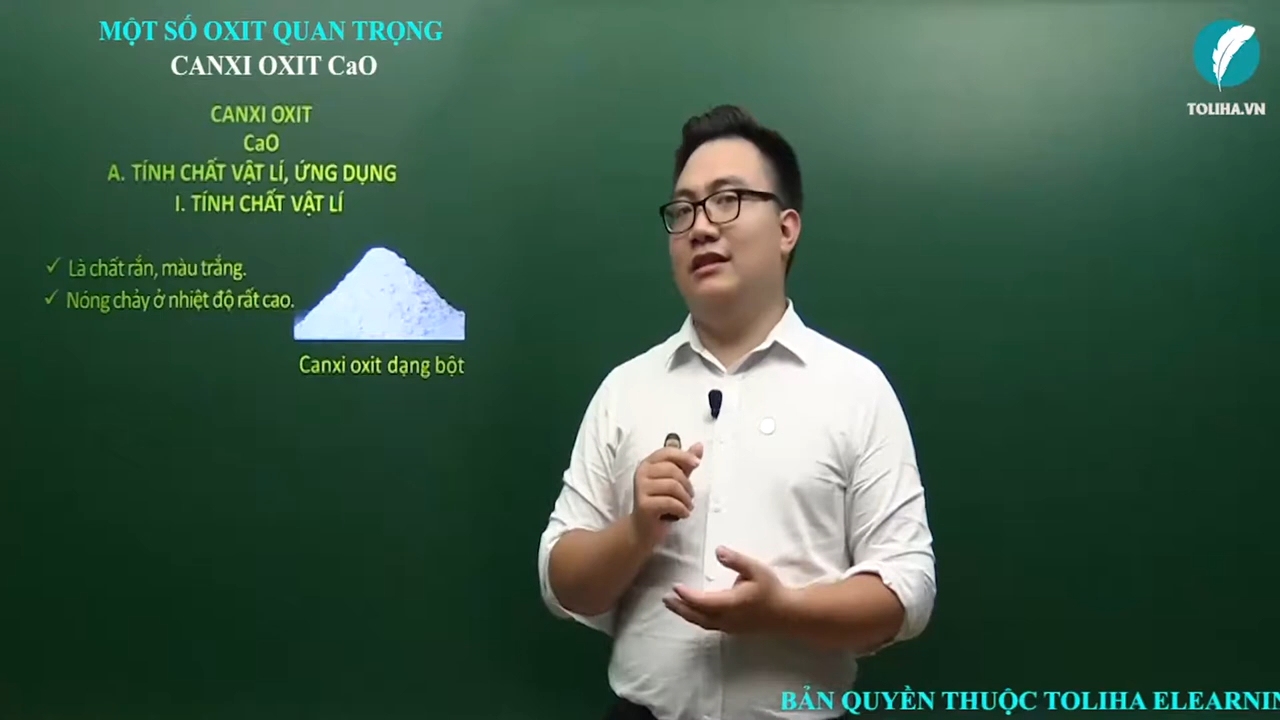 MỘT SỐ OXIT QUAN TRỌNG
CANXI OXIT CaO
CANXI OXIT
CaO
A. TÍNH CHẤT VẬT LÍ, ỨNG DỤNG
I. TÍNH CHẤT VẬT LÍ
✓ Là chất rắn, màu trắng.
✓ Nóng chảy ở nhiệt độ rất cao.
Canxi oxit dạng bột
TOLIHA.VN
BẢN QUYỀN THUỘC TOLIHA ELEARNIN